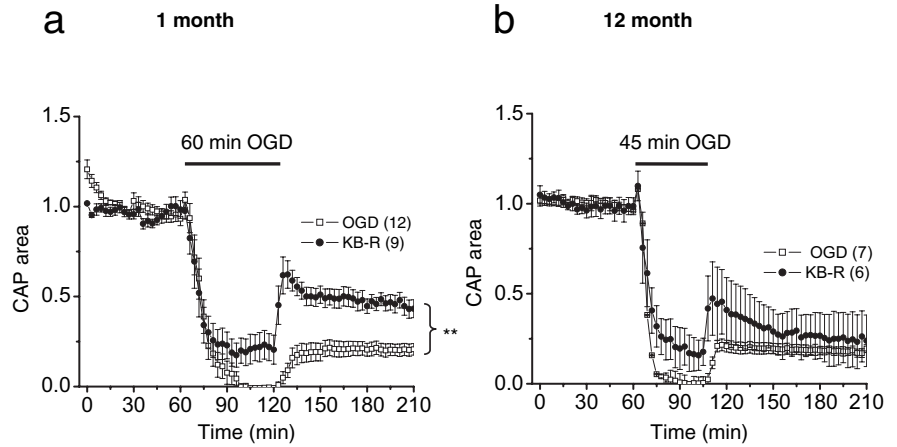 a
1 month
CAP area
1.5
1.0
0.5
0.0
60 min OGD
OGD (12)
KB-R (9)
**
0 30 60 90 120 150 180 210
Time (min)
b
12 month
CAP area
1.5
1.0
0.5
0.0
45 min OGD
OGD (7)
KB-R (6)
0 30 60 90 120 150 180 210
Time (min)